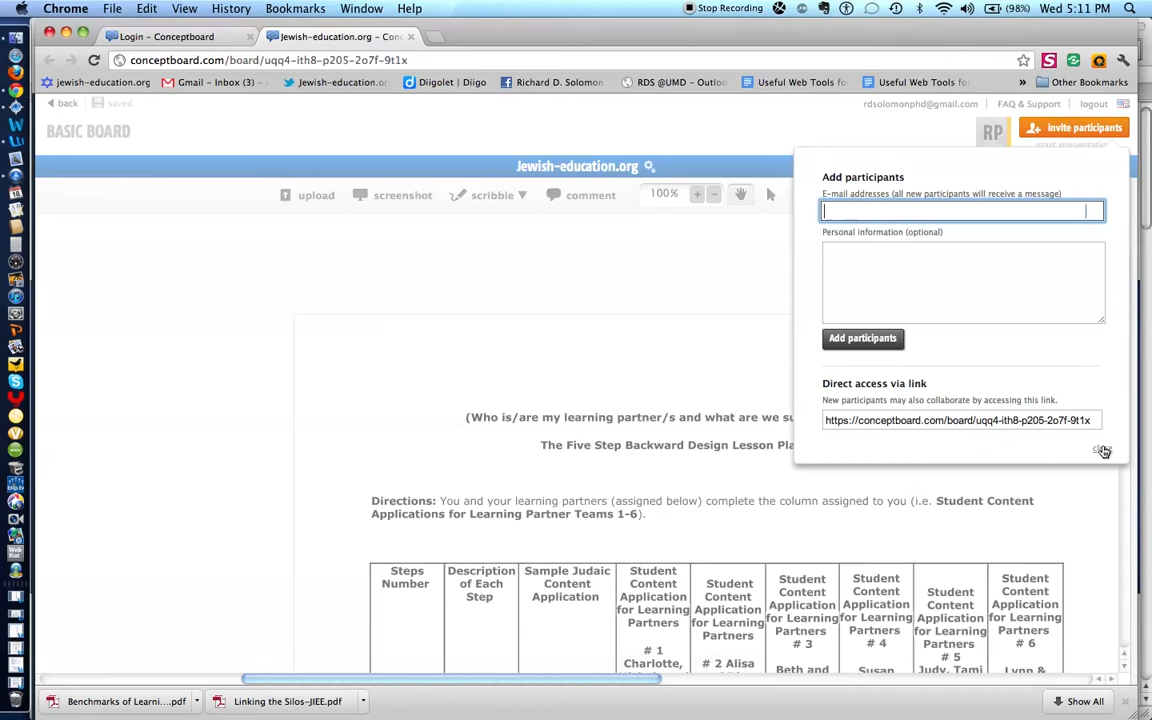 Chrome File Edit View History Bookmarks Window Help Stop Recording (98%) Wed 5:11 PM
Login - Conceptboard Jewish-education.org - Conc
conceptboard.com/board/uqq4-ith8-p205-2o7f-9t1x
jewish-education.org, Gmail - Inbox (3) - Jewish-education.or Diigolet | Diigo Richard D. Solomon RDS @UMD - Outloo Useful Web Tools for Useful Web Tools for » Other Bookmarks
back saved rdsolomonphd@gmail.com FAQ & Support logout
BASIC BOARD RP invite participants
start presentation
Jewish-education.org
upload screenshot scribble ▼ comment 100% + -
Add participants
E-mail addresses (all new participants will receive a message)
Personal information (optional)
Add participants
Direct access via link
New participants may also collaborate by accessing this link.
https://conceptboard.com/board/uqq4-ith8-p205-2o7f-9t1x
close
(Who is/are my learning partner/s and what are we su
The Five Step Backward Design Lesson Pla
Directions: You and your learning partners (assigned below) complete the column assigned to you (i.e. Student Content
Applications for Learning Partner Teams 1-6).
Steps Number
Description of Each Step
Sample Judaic Content Application
Student Content Application for Learning Partners # 1 Charlotte,
Student Content Application for Learning Partners # 2 Alisa
Student Content Application for Learning Partners # 3 Beth and
Student Content Application for Learning Partners # 4 Susan
Student Content Application for Learning Partners # 5 Judy, Tami
Student Content Application for Learning Partners # 6 Lynn &
Benchmarks of Learni....pdf Linking the Silos-JIEE.pdf Show All